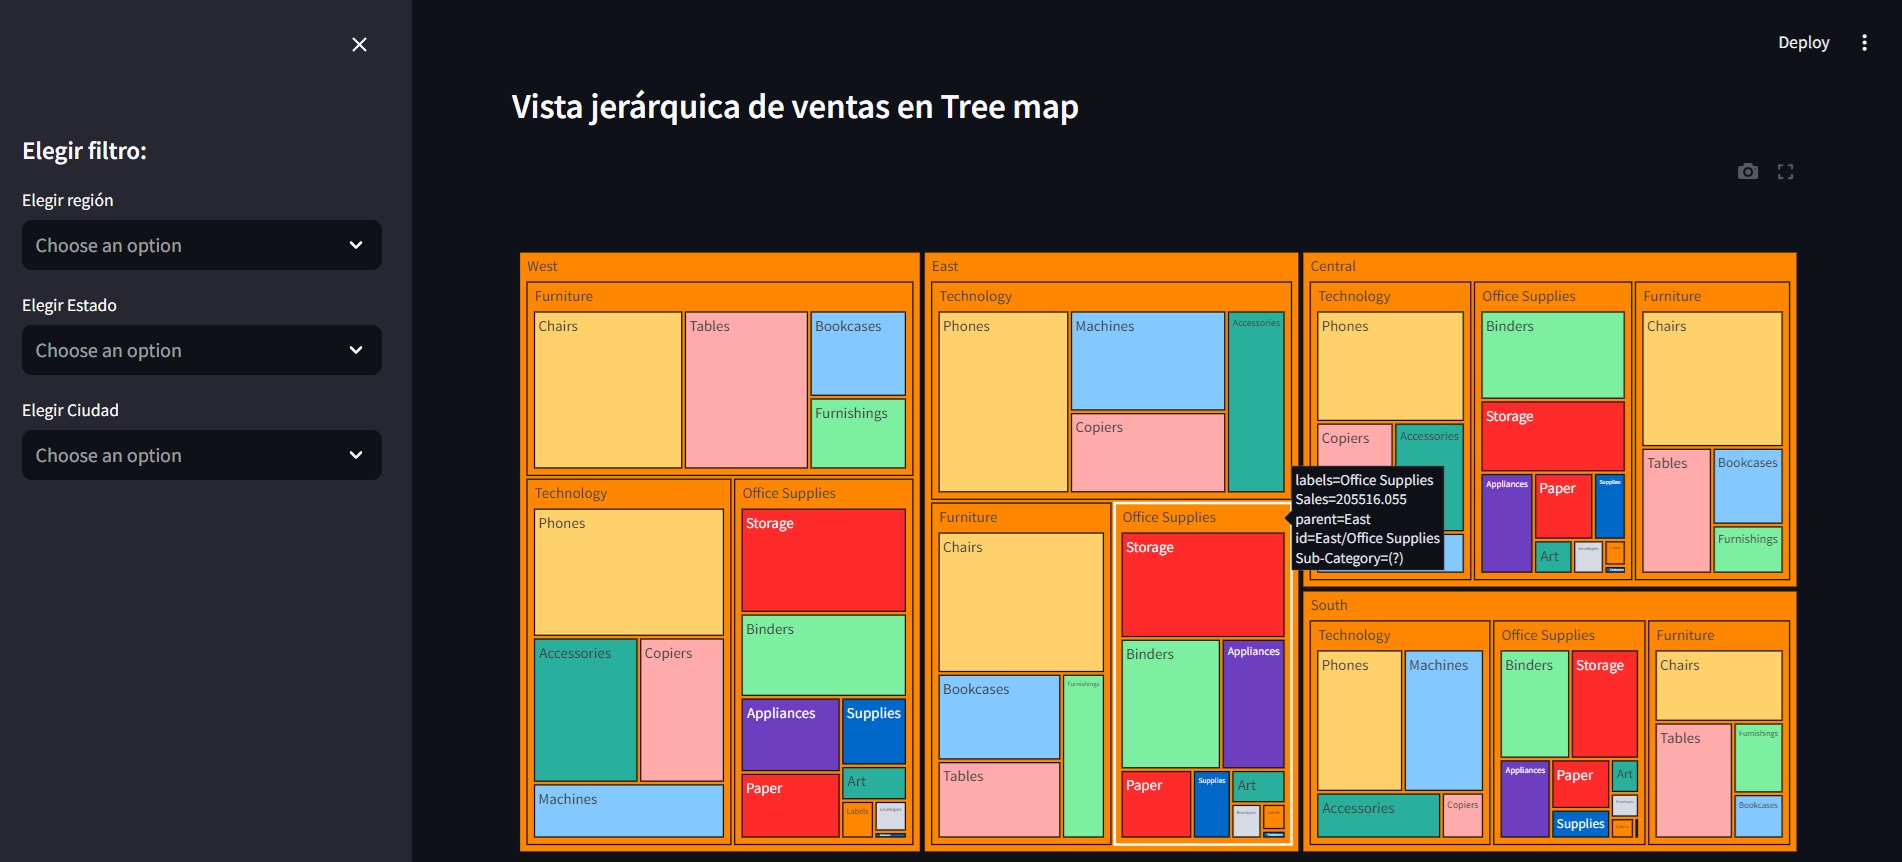 Deploy
Elegir filtro:
Elegir región
Choose an option
Elegir Estado
Choose an option
Elegir Ciudad
Choose an option
Vista jerárquica de ventas en Tree map
West
Furniture
Chairs
Tables
Bookcases
Furnishings
Technology
Phones
Accessories
Copiers
Machines
Office Supplies
Storage
Binders
Appliances
Supplies
Paper
Art
Labels
Envelopes
East
Technology
Phones
Machines
Accessories
Copiers
Furniture
Chairs
Bookcases
Furnishings
Tables
Office Supplies
Storage
Binders
Appliances
Paper
Supplies
Art
labels=Office Supplies
Sales=205516.055
parent=East
id=East/Office Supplies
Sub-Category=(?)
Central
Technology
Phones
Copiers
Accessories
Office Supplies
Binders
Storage
Appliances
Paper
Supplies
Art
Furniture
Chairs
Tables
Bookcases
Furnishings
South
Technology
Phones
Machines
Accessories
Copiers
Office Supplies
Binders
Storage
Appliances
Paper
Art
Supplies
Furniture
Chairs
Tables
Furnishings
Bookcases